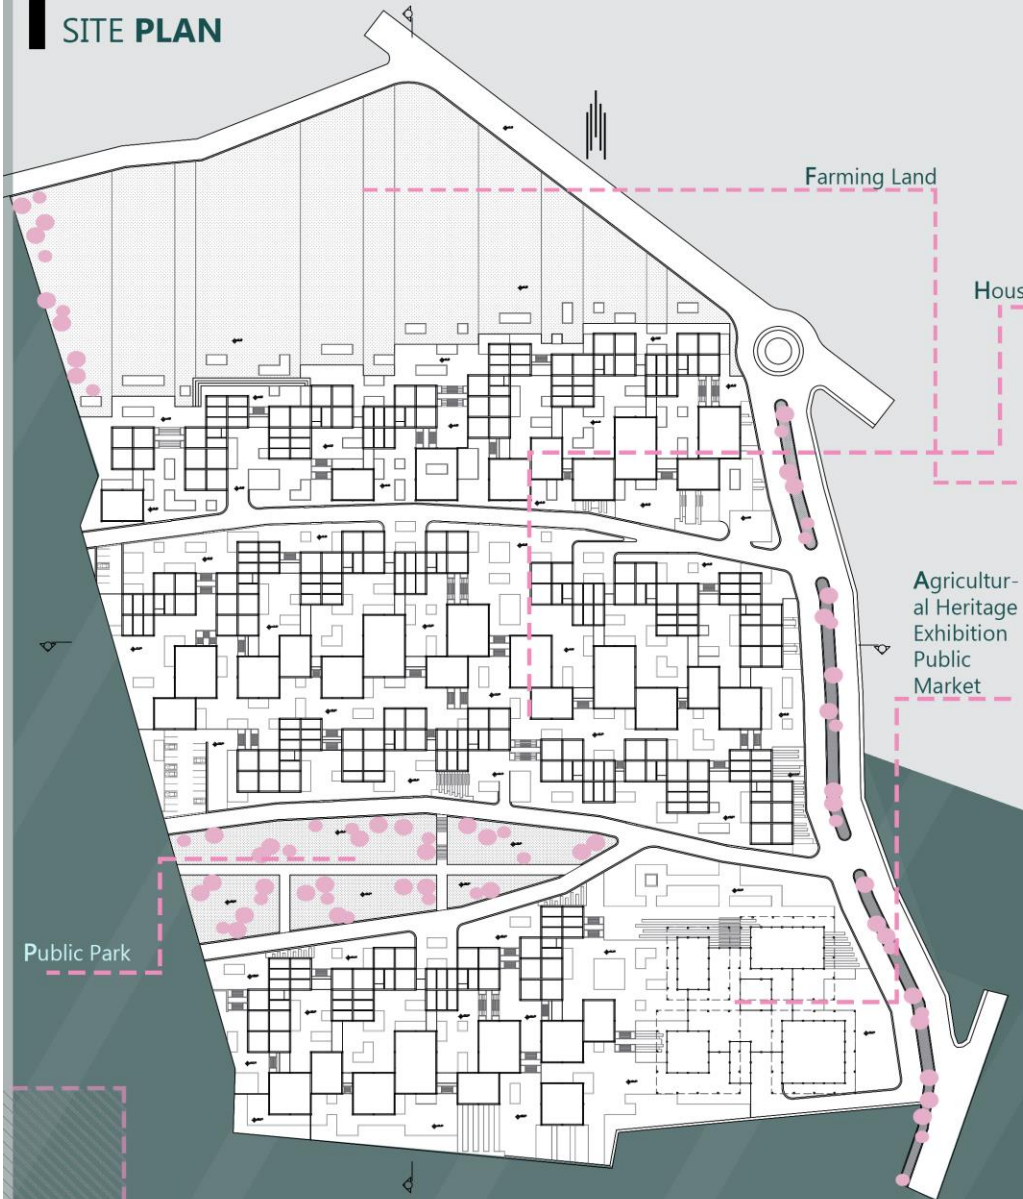 SITE PLAN
Farming Land
Hous
Agricultur-
al Heritage
Exhibition
Public
Market
Public Park